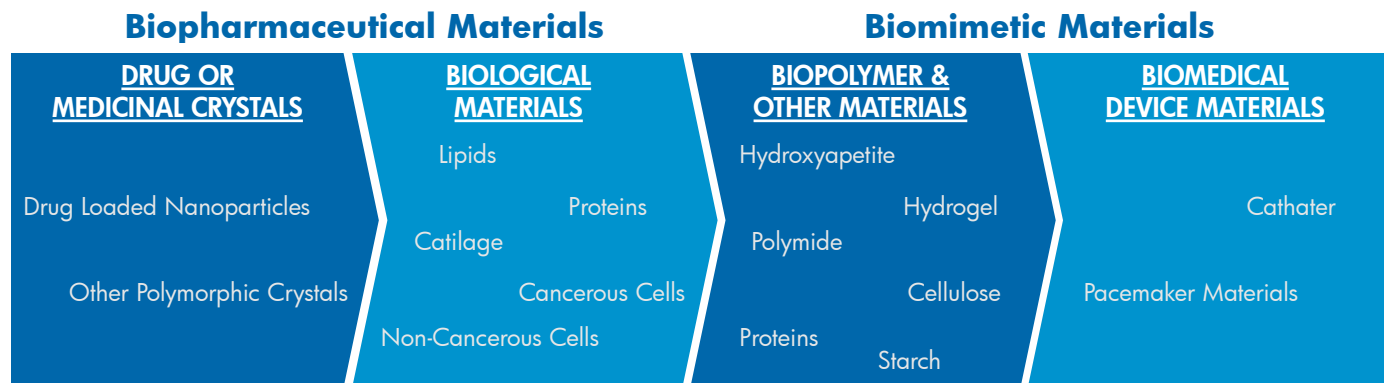 Biopharmaceutical Materials
Biomimetic Materials
DRUG OR
MEDICINAL CRYSTALS
Drug Loaded Nanoparticles
Other Polymorphic Crystals
BIOLOGICAL
MATERIALS
Lipids
Proteins
Catilage
Cancerous Cells
Non-Cancerous Cells
BIOPOLYMER &
OTHER MATERIALS
Hydroxyapetite
Hydrogel
Polymide
Cellulose
Proteins
Starch
BIOMEDICAL
DEVICE MATERIALS
Cathater
Pacemaker Materials